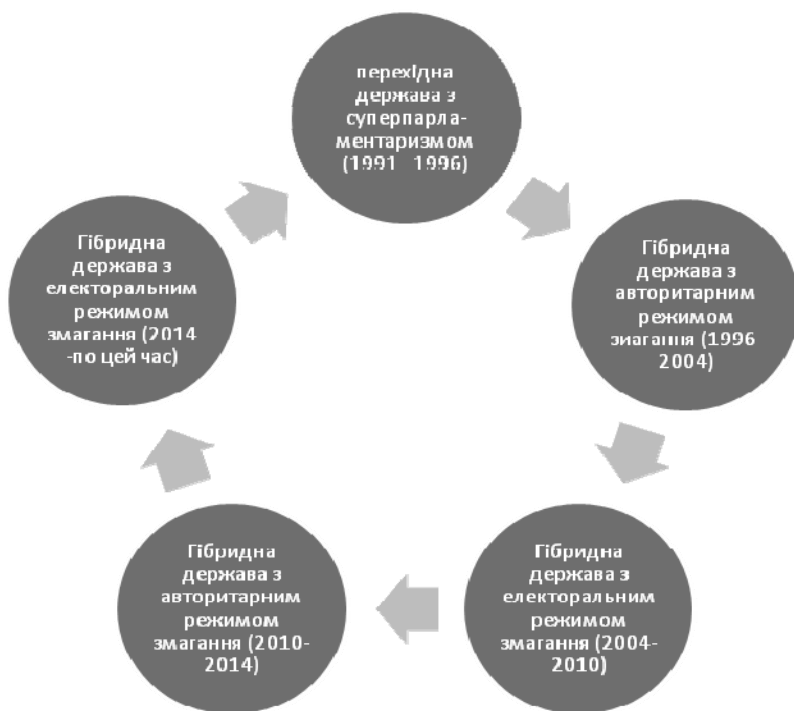 перехідна
держава з
суперпарла-
ментаризмом
(1991 1996)
Гібридна
держава з
авторитарним
режимом
змагання (1996
2004)
Гібридна
держава з
електоральним
режимом
змагання (2004-
2010)
Гібридна
держава з
авторитарним
режимом
змагання (2010-
2014)
Гібридна
держава з
електоральним
режимом
змагання (2014
-по цей час)